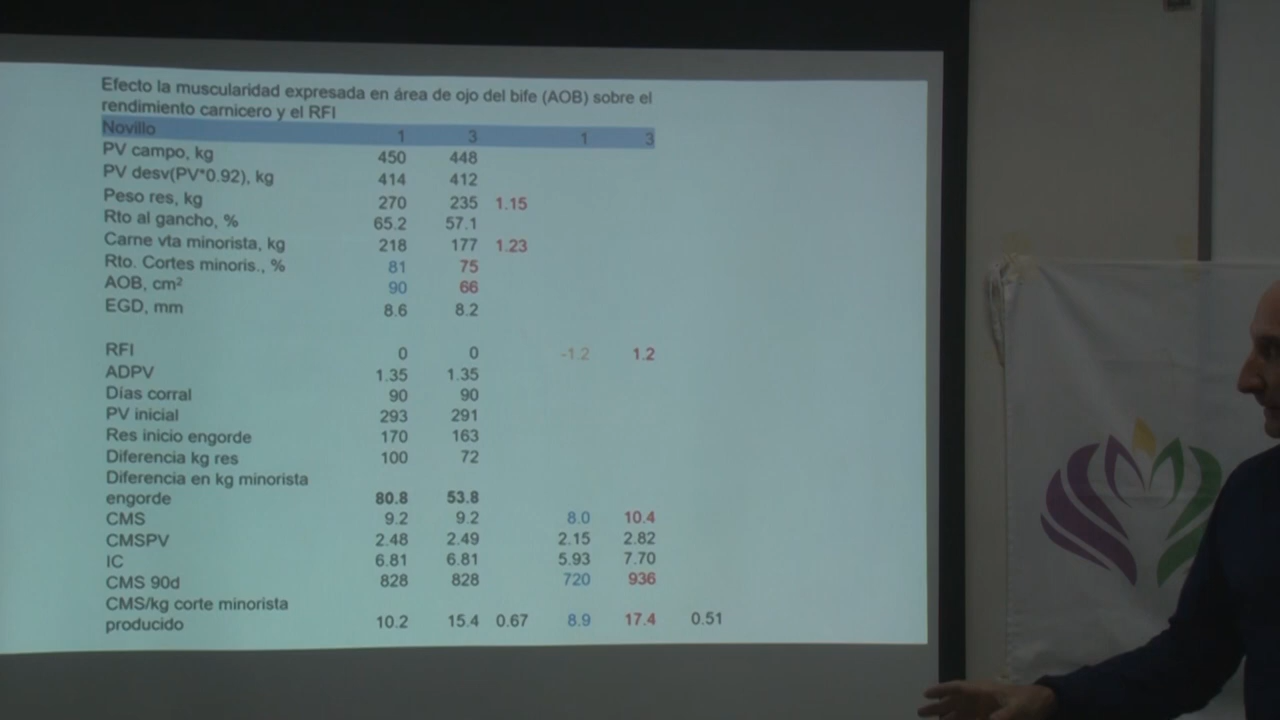 Efecto la muscularidad expresada en área de ojo del bife (AOB) sobre el
rendimiento carnicero y el RFI
Novillo 1 3 1 3
PV campo, kg 450 448
PV desv(PV*0.92), kg 414 412
Peso res, kg 270 235 1.15
Rto al gancho, % 65.2 57.1
Carne vta minorista, kg 218 177 1.23
Rto. Cortes minoris., % 81 75
AOB, cm² 90 66
EGD, mm 8.6 8.2
RFI 0 0 -1.2 1.2
ADPV 1.35 1.35
Días corral 90 90
PV inicial 293 291
Res inicio engorde 170 163
Diferencia kg res 100 72
Diferencia en kg minorista
engorde 80.8 53.8
CMS 9.2 9.2 8.0 10.4
CMSPV 2.48 2.49 2.15 2.82
IC 6.81 6.81 5.93 7.70
CMS 90d 828 828 720 936
CMS/kg corte minorista
producido 10.2 15.4 0.67 8.9 17.4 0.51